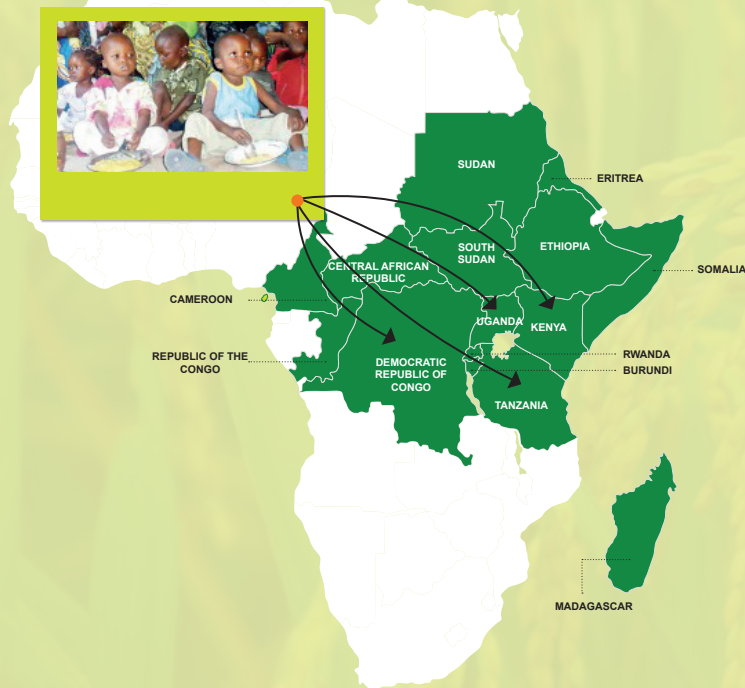 SUDAN
ERITREA
SOUTH
SUDAN
ETHIOPIA
CENTRAL AFRICAN
REPUBLIC
SOMALIA
CAMEROON
UGANDA
KENYA
REPUBLIC OF THE
CONGO
DEMOCRATIC
REPUBLIC OF
CONGO
RWANDA
BURUNDI
TANZANIA
MADAGASCAR